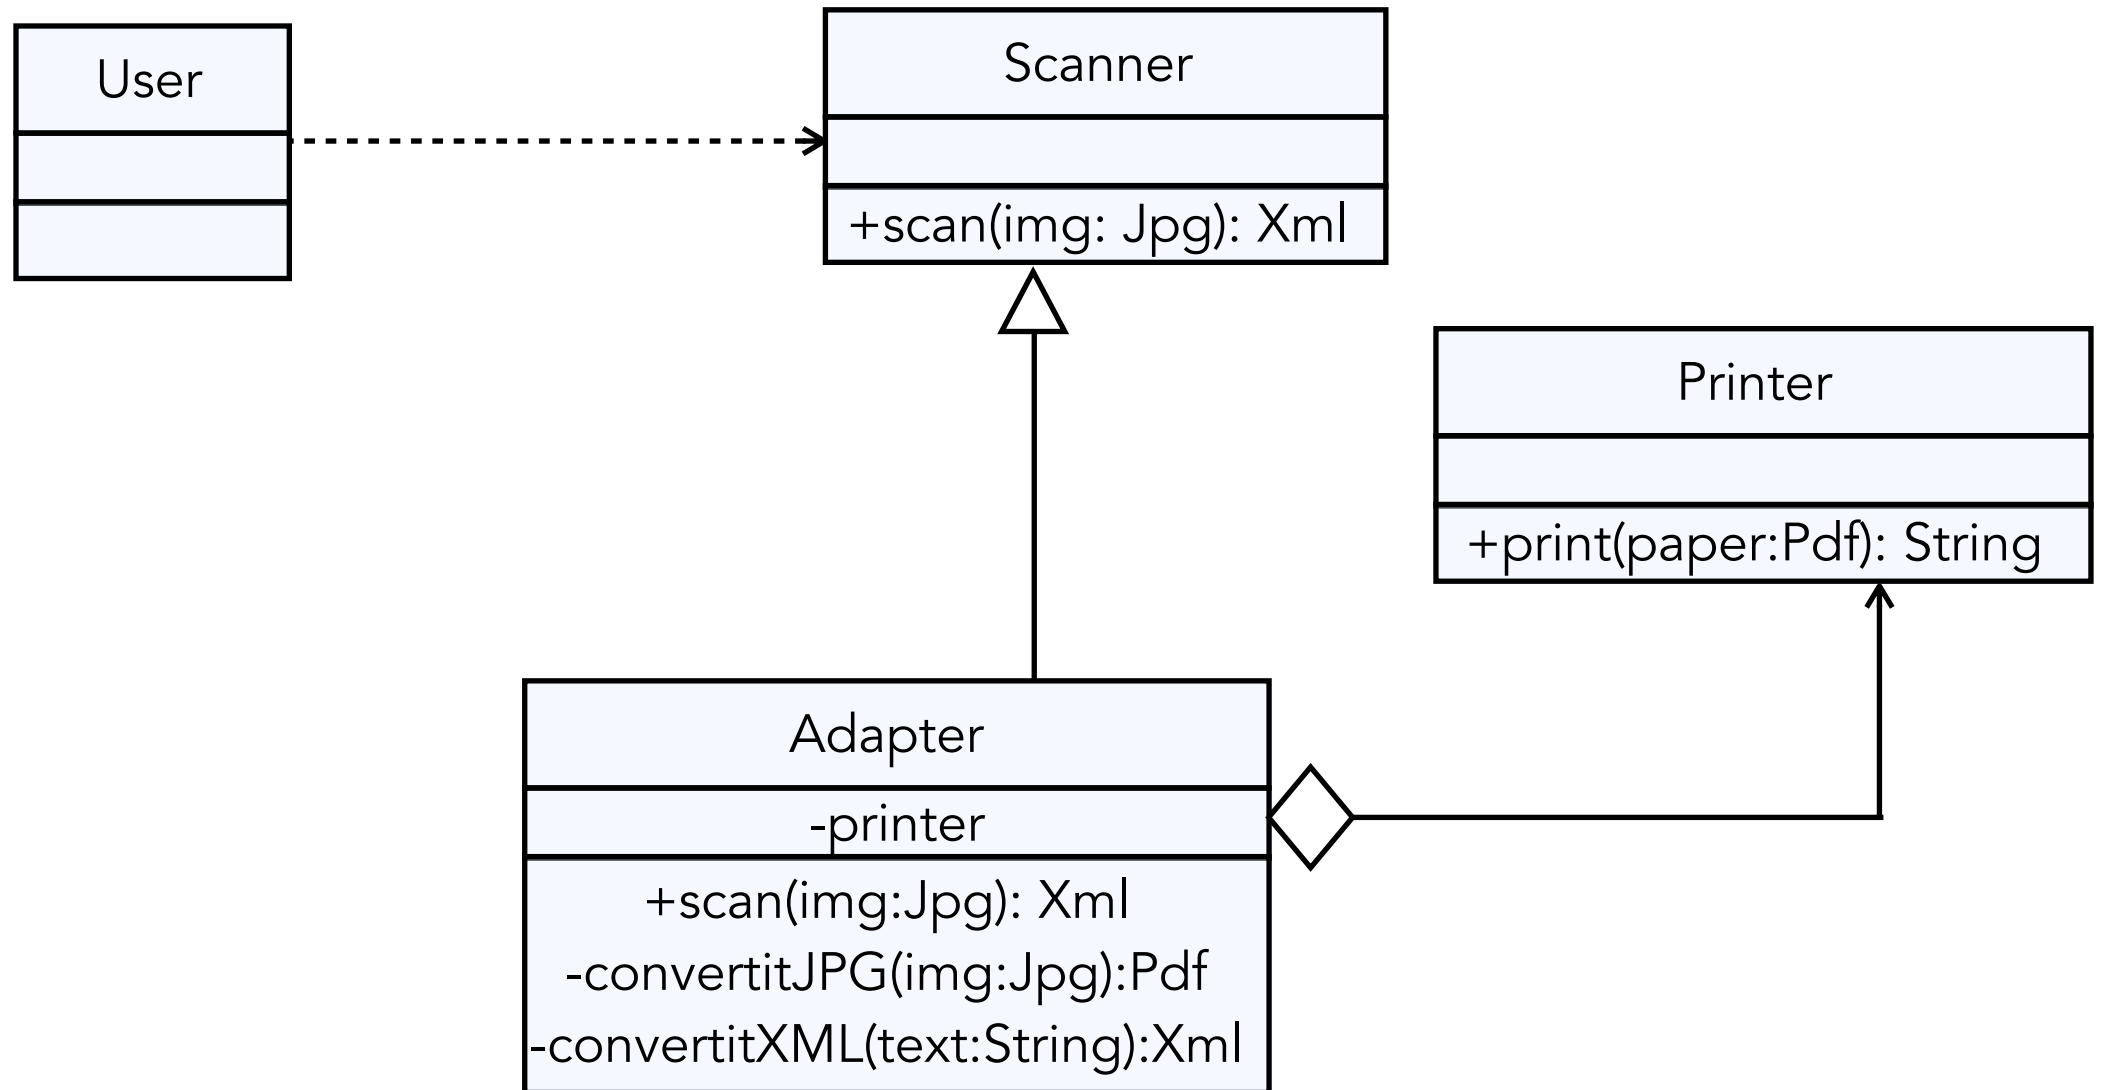 User
Scanner
+scan(img: Jpg): Xml
Printer
+print(paper:Pdf): String
Adapter
-printer
+scan(img:Jpg): Xml
-convertitJPG(img:Jpg):Pdf
-convertitXML(text:String):Xml